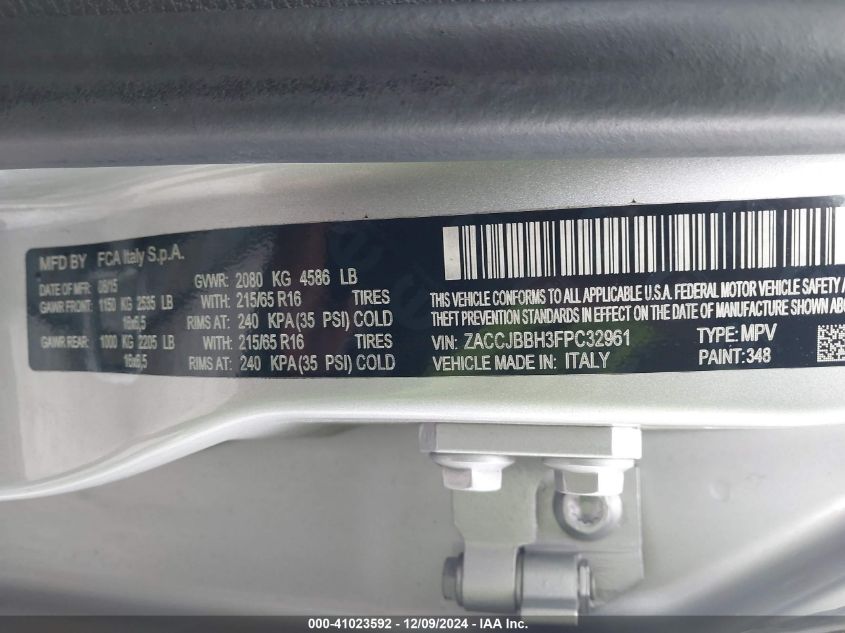 MFD BY FCA Italy S.p.A.
DATE OF MFR 08/15 GVWR: 2080 KG 4586 LB
GAWR FRONT: 1150 KG 2535 LB WITH: 215/65 R16 TIRES
16x6,5 RIMS AT: 240 KPA(35 PSI) COLD
GAWR REAR: 1000 KG 2205 LB WITH: 215/65 R16 TIRES
16x6,5 RIMS AT: 240 KPA(35 PSI) COLD
THIS VEHICLE CONFORMS TO ALL APPLICABLE U.S.A. FEDERAL MOTOR VEHICLE SAFETY
THEFT PREVENTION STANDARDS IN EFFECT ON THE DATE OF MANUFACTURE SHOWN
VIN: ZACCJBBH3FPC32961 TYPE: MPV
VEHICLE MADE IN: ITALY PAINT:348
000-41023592 - 12/09/2024 - IAA Inc.